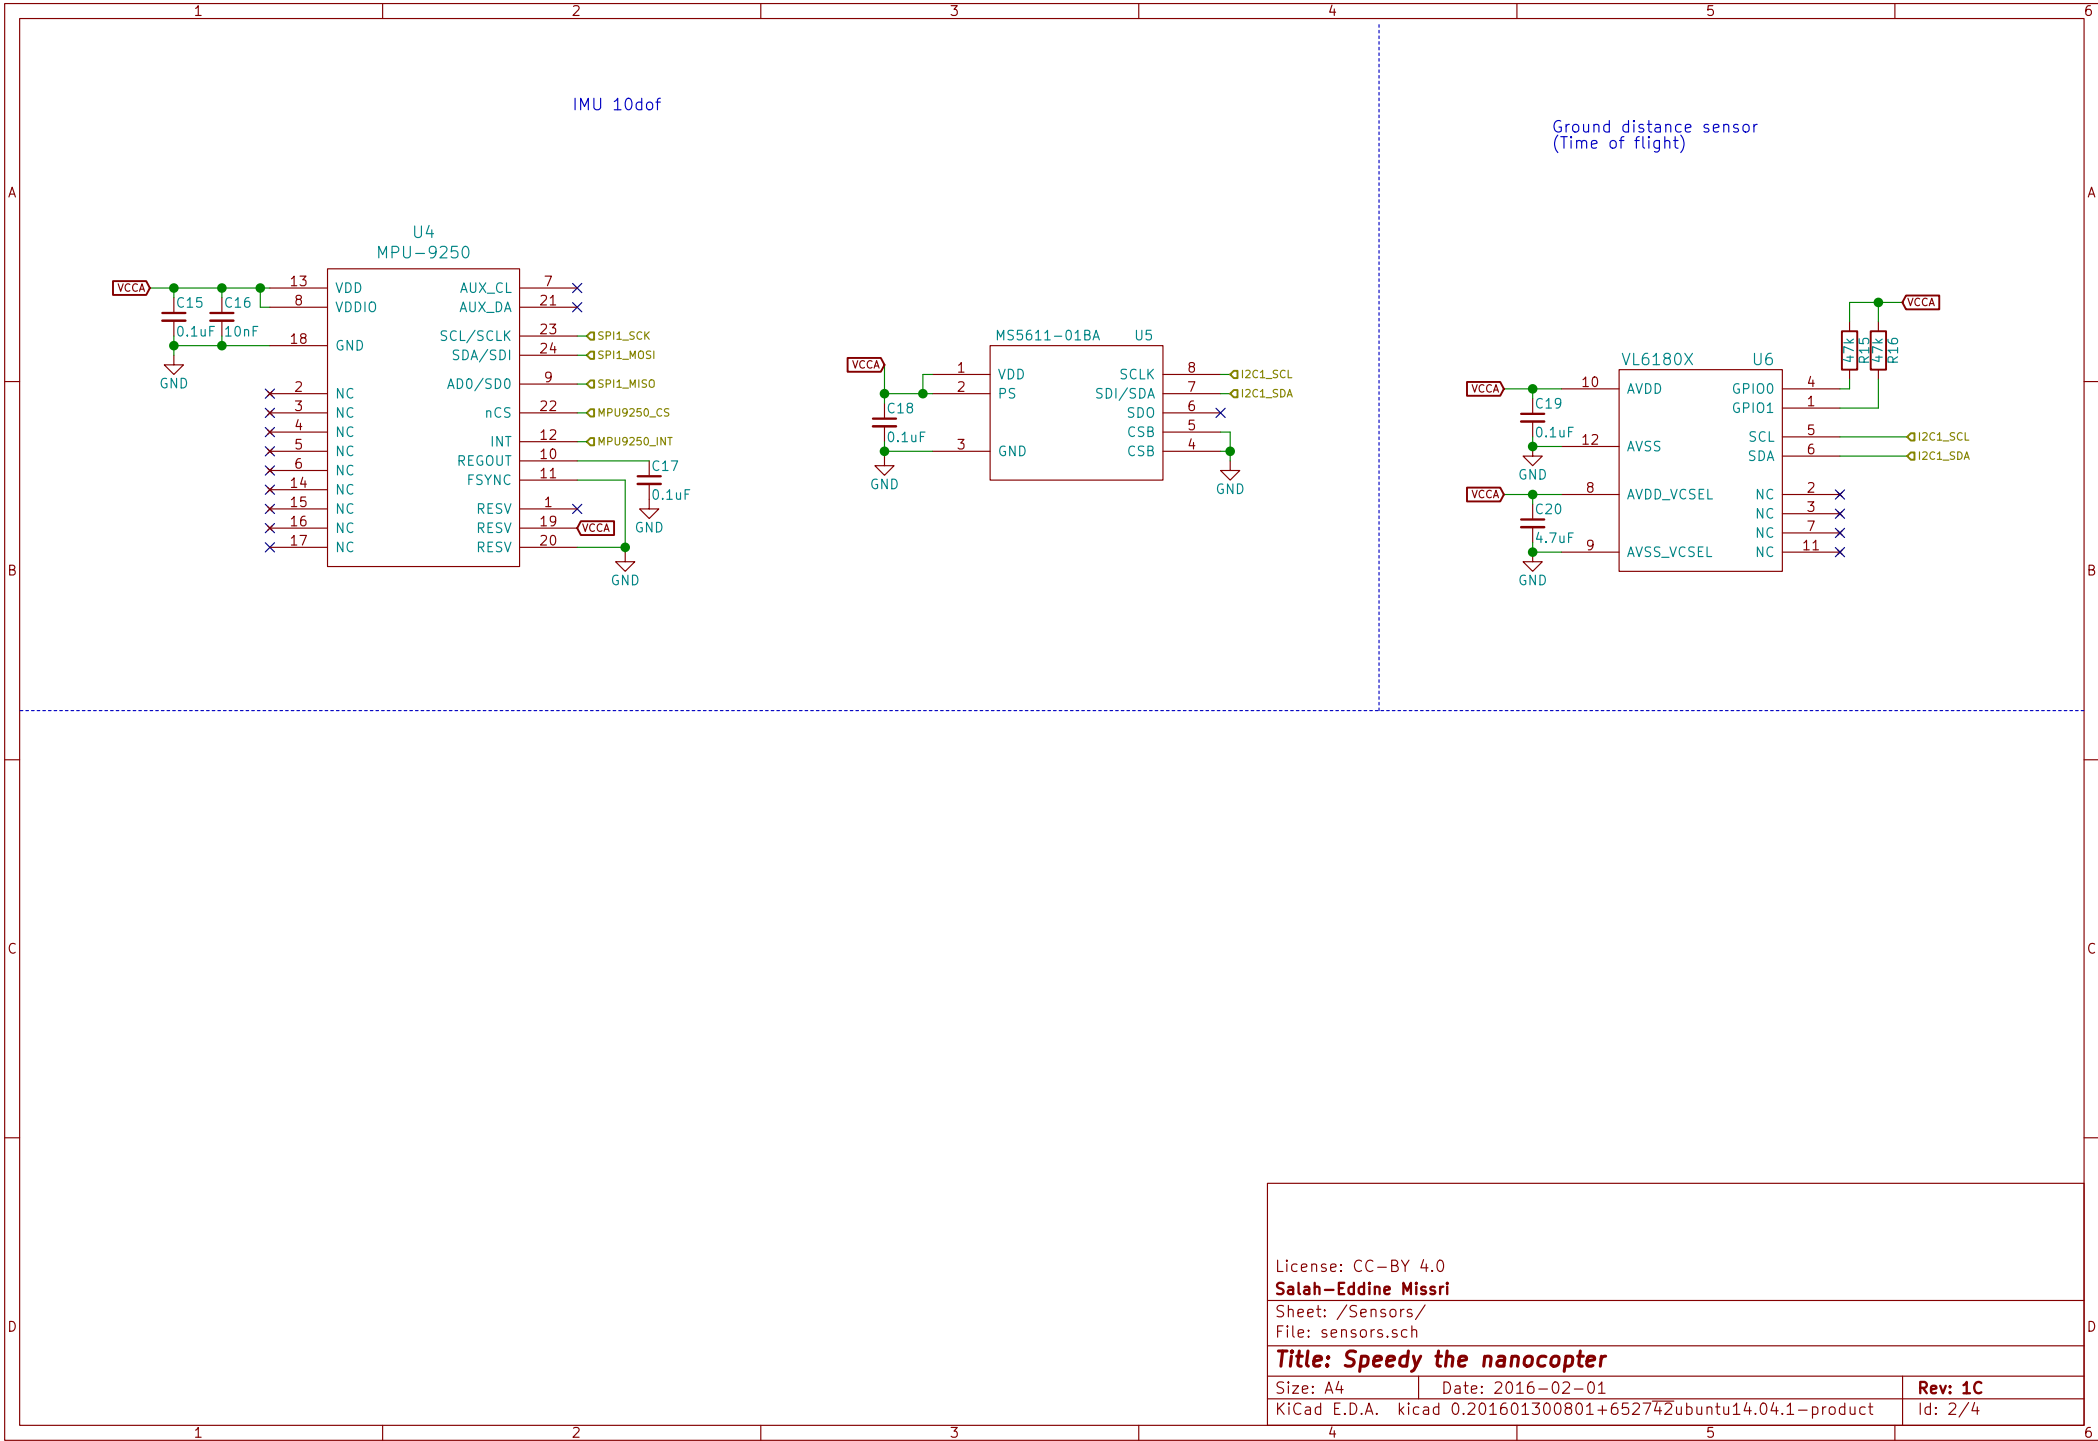 1 2 3 4 5 6
IMU 10dof
Ground distance sensor
(Time of flight)
A A
U4
MPU-9250
VCCA
C15 C16
0.1uF 10nF
GND
13 VDD
8 VDDIO
18 GND
2 NC
3 NC
4 NC
5 NC
6 NC
14 NC
15 NC
16 NC
17 NC
AUX_CL 7
AUX_DA 21
SCL/SCLK 23 SPI1_SCK
SDA/SDI 24 SPI1_MOSI
AD0/SD0 9 SPI1_MISO
nCS 22 MPU9250_CS
INT 12 MPU9250_INT
REGOUT 10
FSYNC 11
RESV 1
RESV 19 VCCA
RESV 20
C17
0.1uF
GND
GND
MS5611-01BA U5
VCCA
C18
0.1uF
GND
1 VDD
2 PS
3 GND
SCLK 8 I2C1_SCL
SDI/SDA 7 I2C1_SDA
SDO 6
CSB 5
CSB 4
GND
VCCA
47k R15 47k R16
VL6180X U6
VCCA
C19
0.1uF
GND
VCCA
C20
4.7uF
GND
10 AVDD
12 AVSS
8 AVDD_VCSEL
9 AVSS_VCSEL
GPIO0 4
GPIO1 1
SCL 5 I2C1_SCL
SDA 6 I2C1_SDA
NC 2
NC 3
NC 7
NC 11
B B
C C
D D
License: CC-BY 4.0
Salah-Eddine Missri
Sheet: /Sensors/
File: sensors.sch
Title: Speedy the nanocopter
Size: A4 Date: 2016-02-01 Rev: 1C
KiCad E.D.A. kicad 0.201601300801+652742ubuntu14.04.1-product Id: 2/4
1 2 3 4 5 6